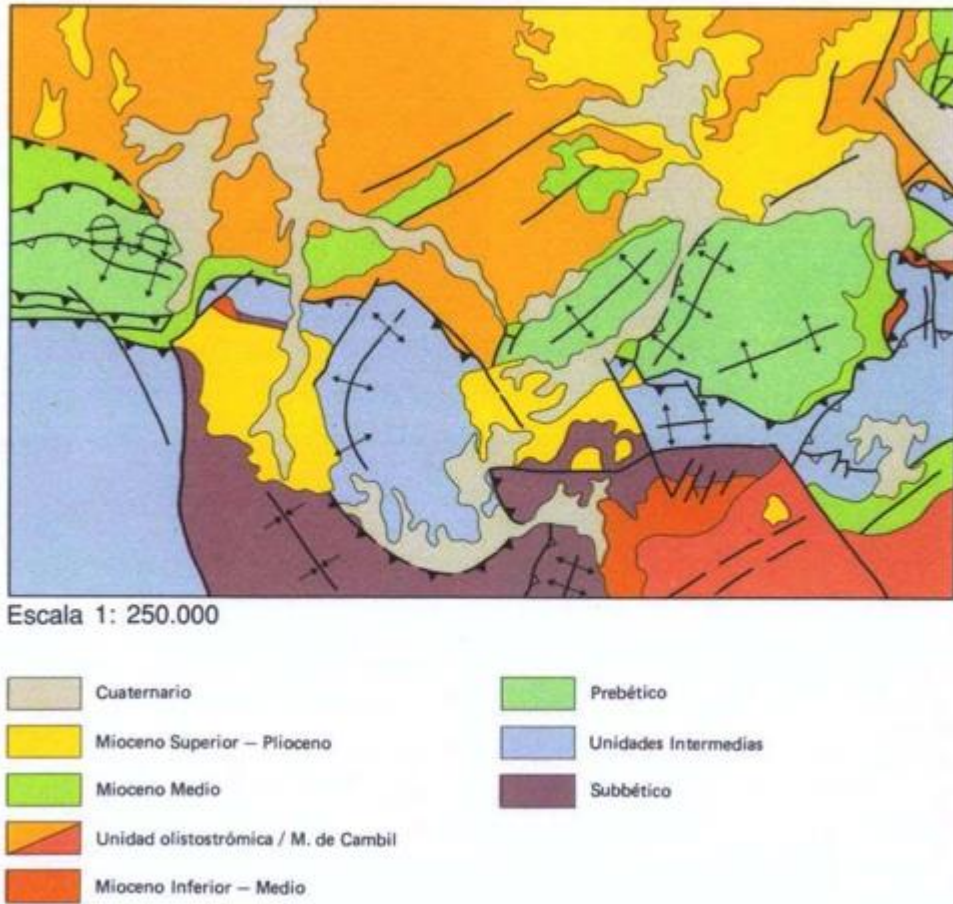 Escala 1: 250.000
Cuaternario
Mioceno Superior – Plioceno
Mioceno Medio
Unidad olistostrómica / M. de Cambil
Mioceno Inferior – Medio
Prebético
Unidades Intermedias
Subbético